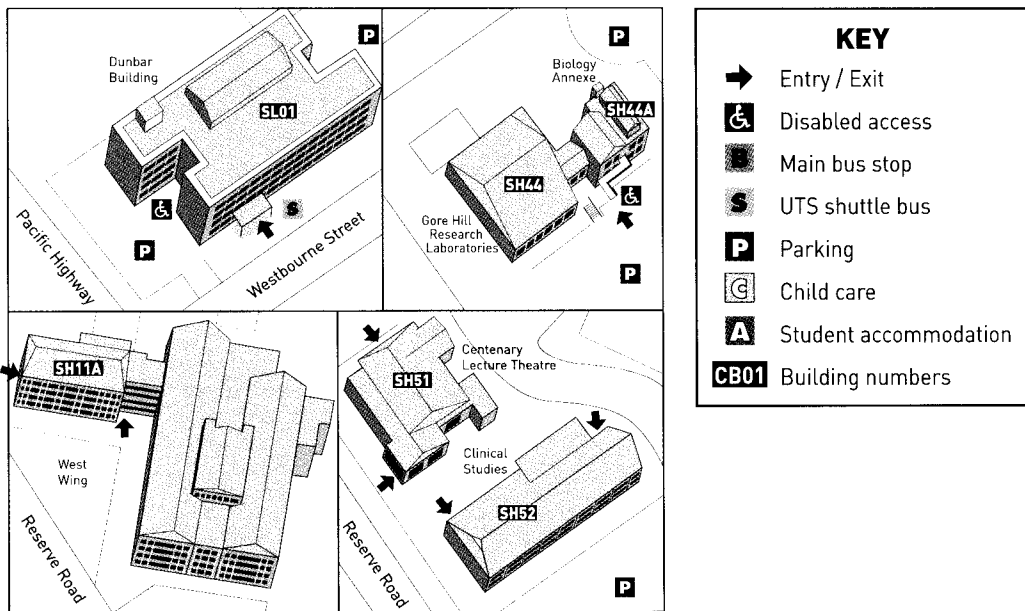 P
Dunbar
Building
SL01
S
P
Pacific Highway
Westbourne Street
P
Biology
Annexe
SH44A
SH44
Gore Hill
Research
Laboratories
P
SH11A
West
Wing
Reserve Road
SH51
Centenary
Lecture Theatre
Clinical
Studies
SH52
Reserve Road
P
KEY
Entry / Exit
Disabled access
B Main bus stop
S UTS shuttle bus
P Parking
C Child care
A Student accommodation
CB01 Building numbers